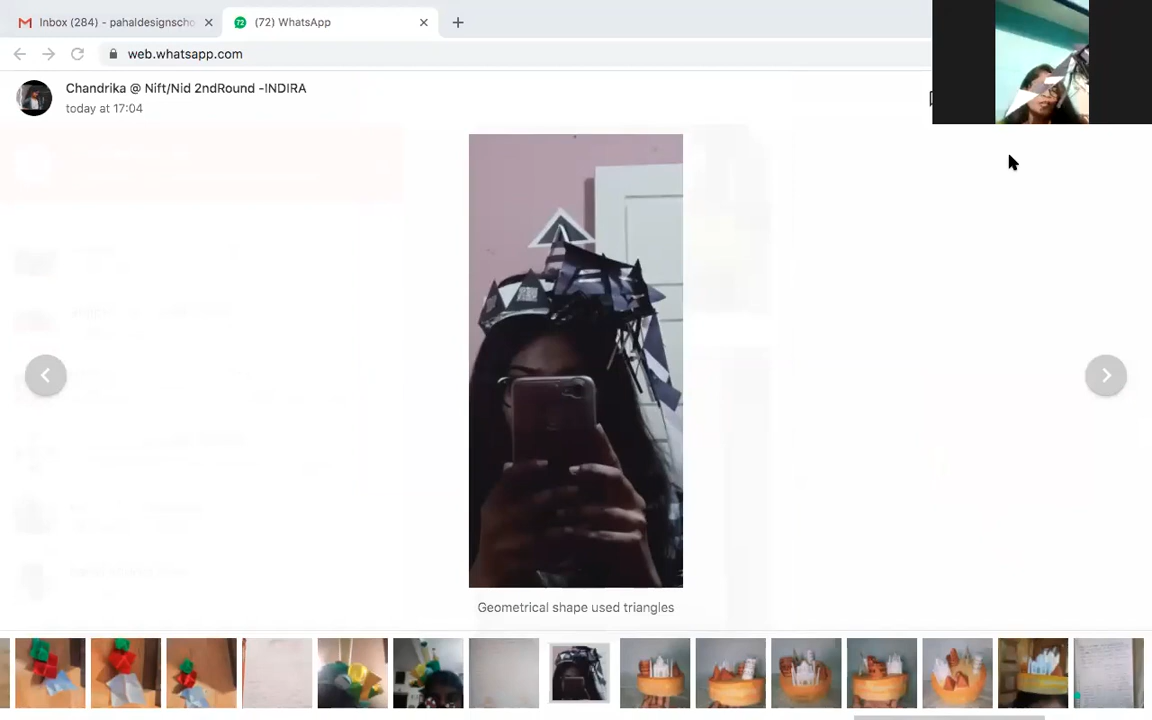 Inbox (284) - pahaldesignscho
(72) WhatsApp
web.whatsapp.com
Chandrika @ Nift/Nid 2ndRound -INDIRA
today at 17:04
Geometrical shape used triangles